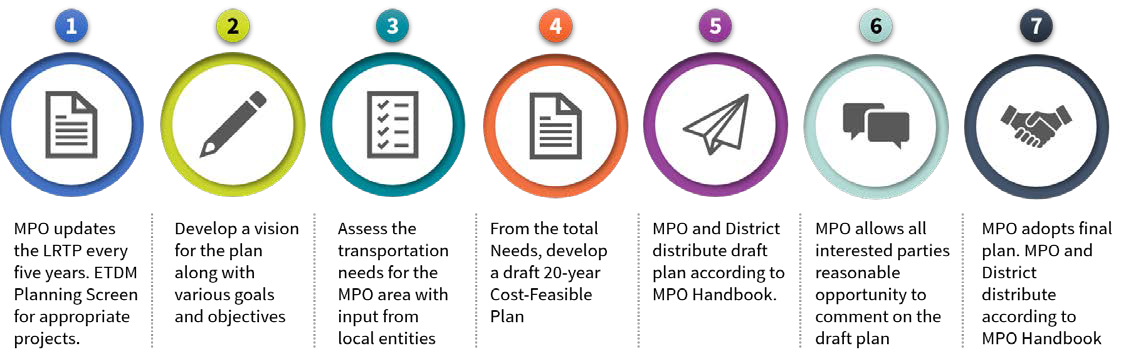 1
2
3
4
5
6
7
MPO updates
the LRTP every
five years. ETDM
Planning Screen
for appropriate
projects.
Develop a vision
for the plan
along with
various goals
and objectives
Assess the
transportation
needs for the
MPO area with
input from
local entities
From the total
Needs, develop
a draft 20-year
Cost-Feasible
Plan
MPO and District
distribute draft
plan according to
MPO Handbook.
MPO allows all
interested parties
reasonable
opportunity to
comment on the
draft plan
MPO adopts final
plan. MPO and
District
distribute
according to
MPO Handbook